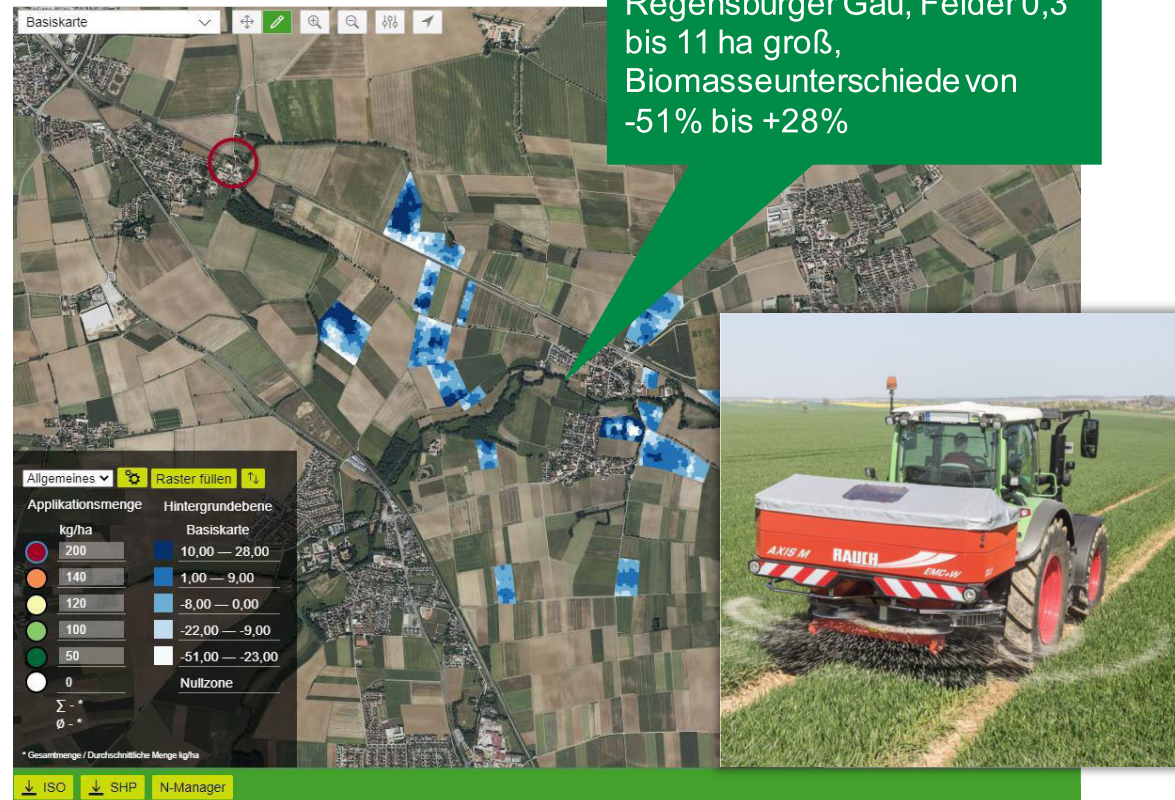 Basiskarte
Regensburger Gäu, Felder 0,3
bis 11 ha groß,
Biomasseunterschiede von
-51% bis +28%
Allgemeines
Raster füllen
Applikationsmenge
Hintergrundebene
kg/ha
Basiskarte
200
10,00 — 28,00
140
1,00 — 9,00
120
-8,00 — 0,00
100
-22,00 — -9,00
50
-51,00 — -23,00
0
Nullzone
Σ - *
ø - *
* Gesamtmenge / Durchschnittliche Menge kg/ha
ISO
SHP
N-Manager
AXIS M
RAUCH
EMC+W